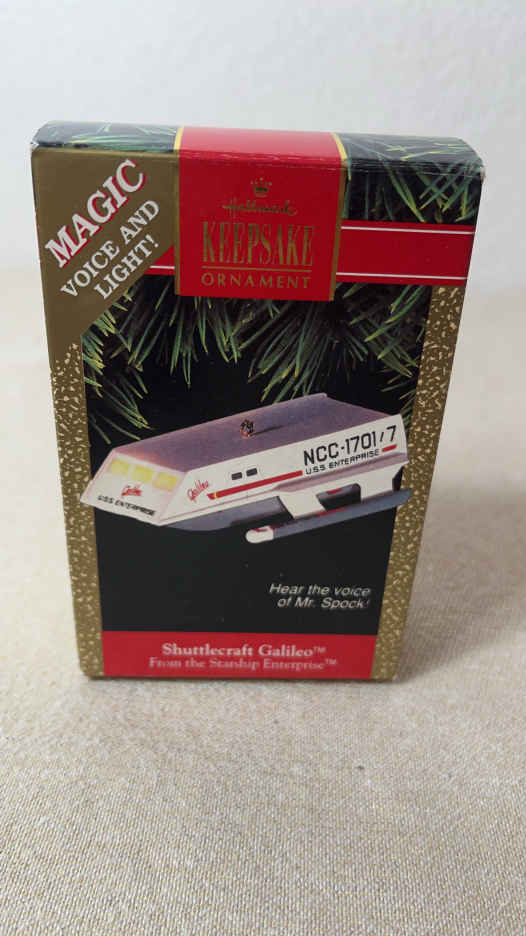 MAGIC
VOICE AND
LIGHT!
Hallmark
KEEPSAKE
ORNAMENT
NCC-1701/7
U.S.S. ENTERPRISE
Galileo
Galileo
U.S.S. ENTERPRISE
Hear the voice
of Mr. Spock!
Shuttlecraft Galileo™
From the Starship Enterprise™